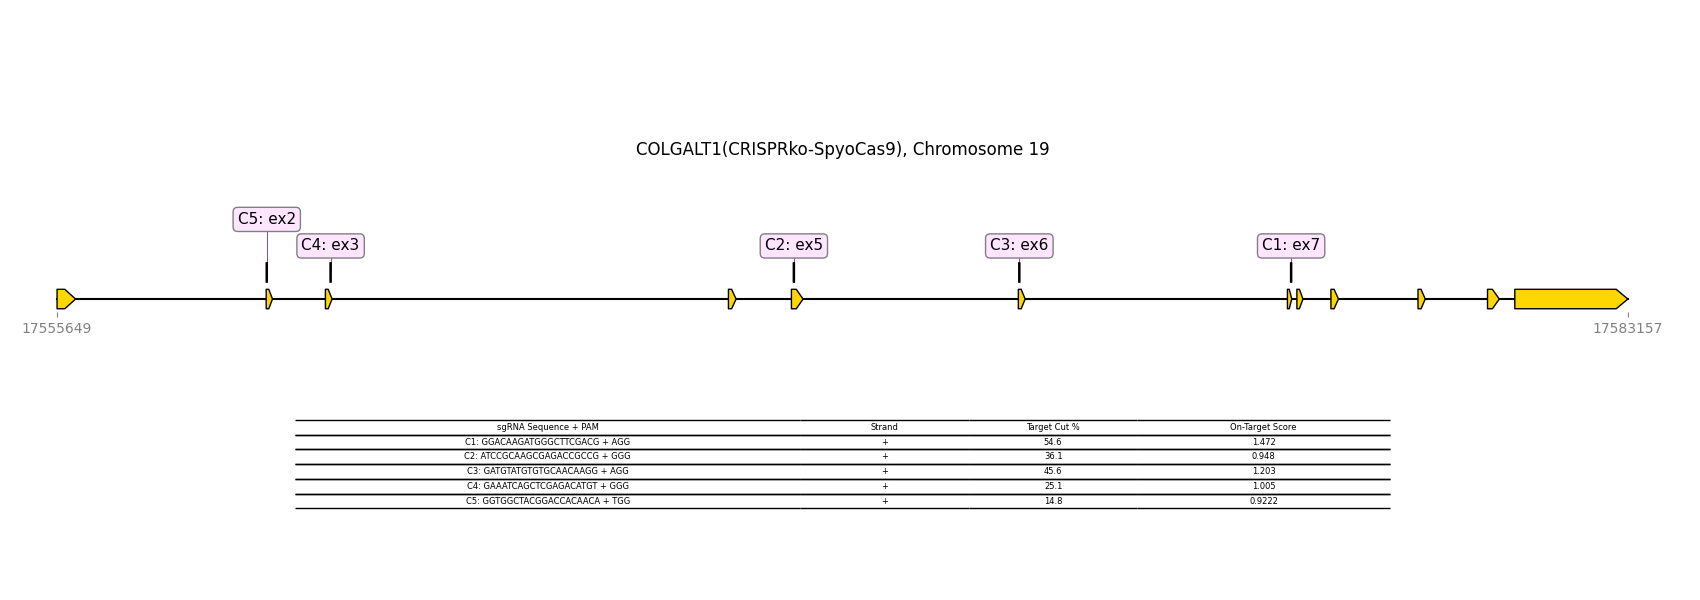 COLGALT1(CRISPRko-SpyoCas9), Chromosome 19
C5: ex2
C4: ex3 C2: ex5 C3: ex6 C1: ex7
17555649 17583157
sgRNA Sequence + PAM Strand Target Cut % On-Target Score
C1: GGACAAGATGGGCTTCGACG + AGG + 54.6 1.472
C2: ATCCGCAAGCGAGACCGCCG + GGG + 36.1 0.948
C3: GATGTATGTGTGCAACAAGG + AGG + 45.6 1.203
C4: GAAATCAGCTCGAGACATGT + GGG + 25.1 1.005
C5: GGTGGCTACGGACCACAACA + TGG + 14.8 0.9222